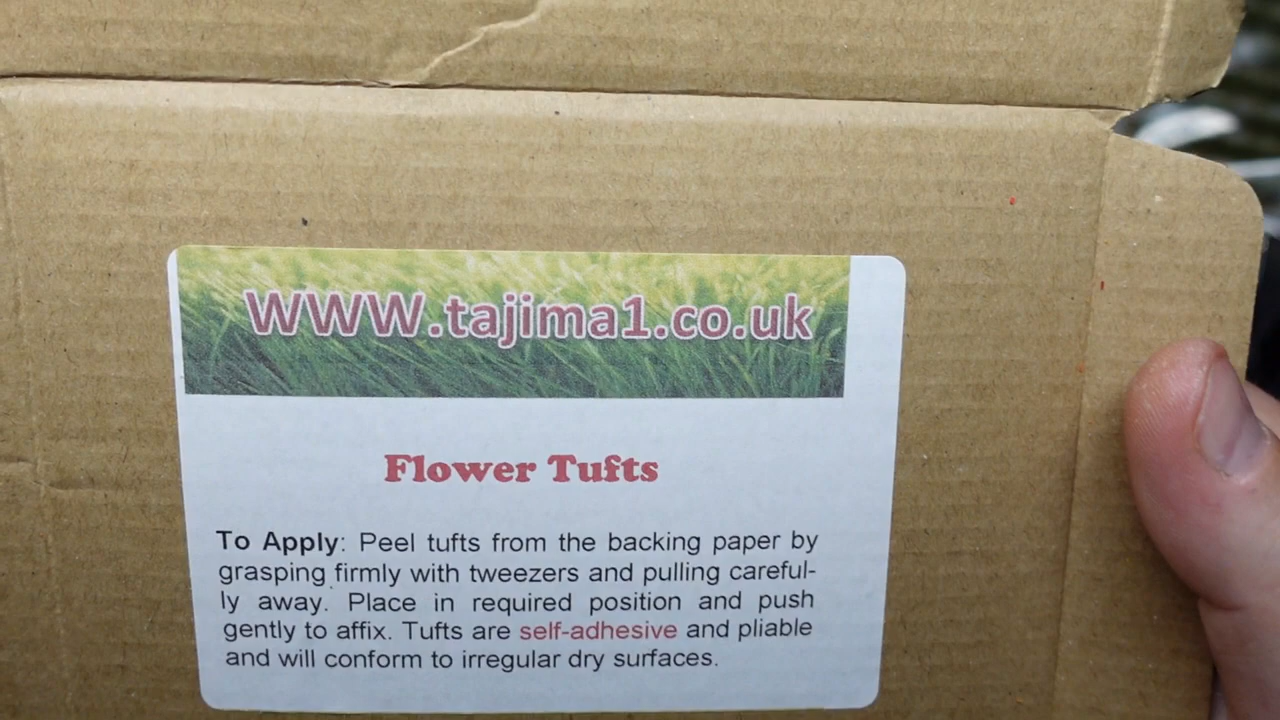 WWW.tajima1.co.uk
Flower Tufts
To Apply: Peel tufts from the backing paper by
grasping firmly with tweezers and pulling careful-
ly away. Place in required position and push
gently to affix. Tufts are self-adhesive and pliable
and will conform to irregular dry surfaces.